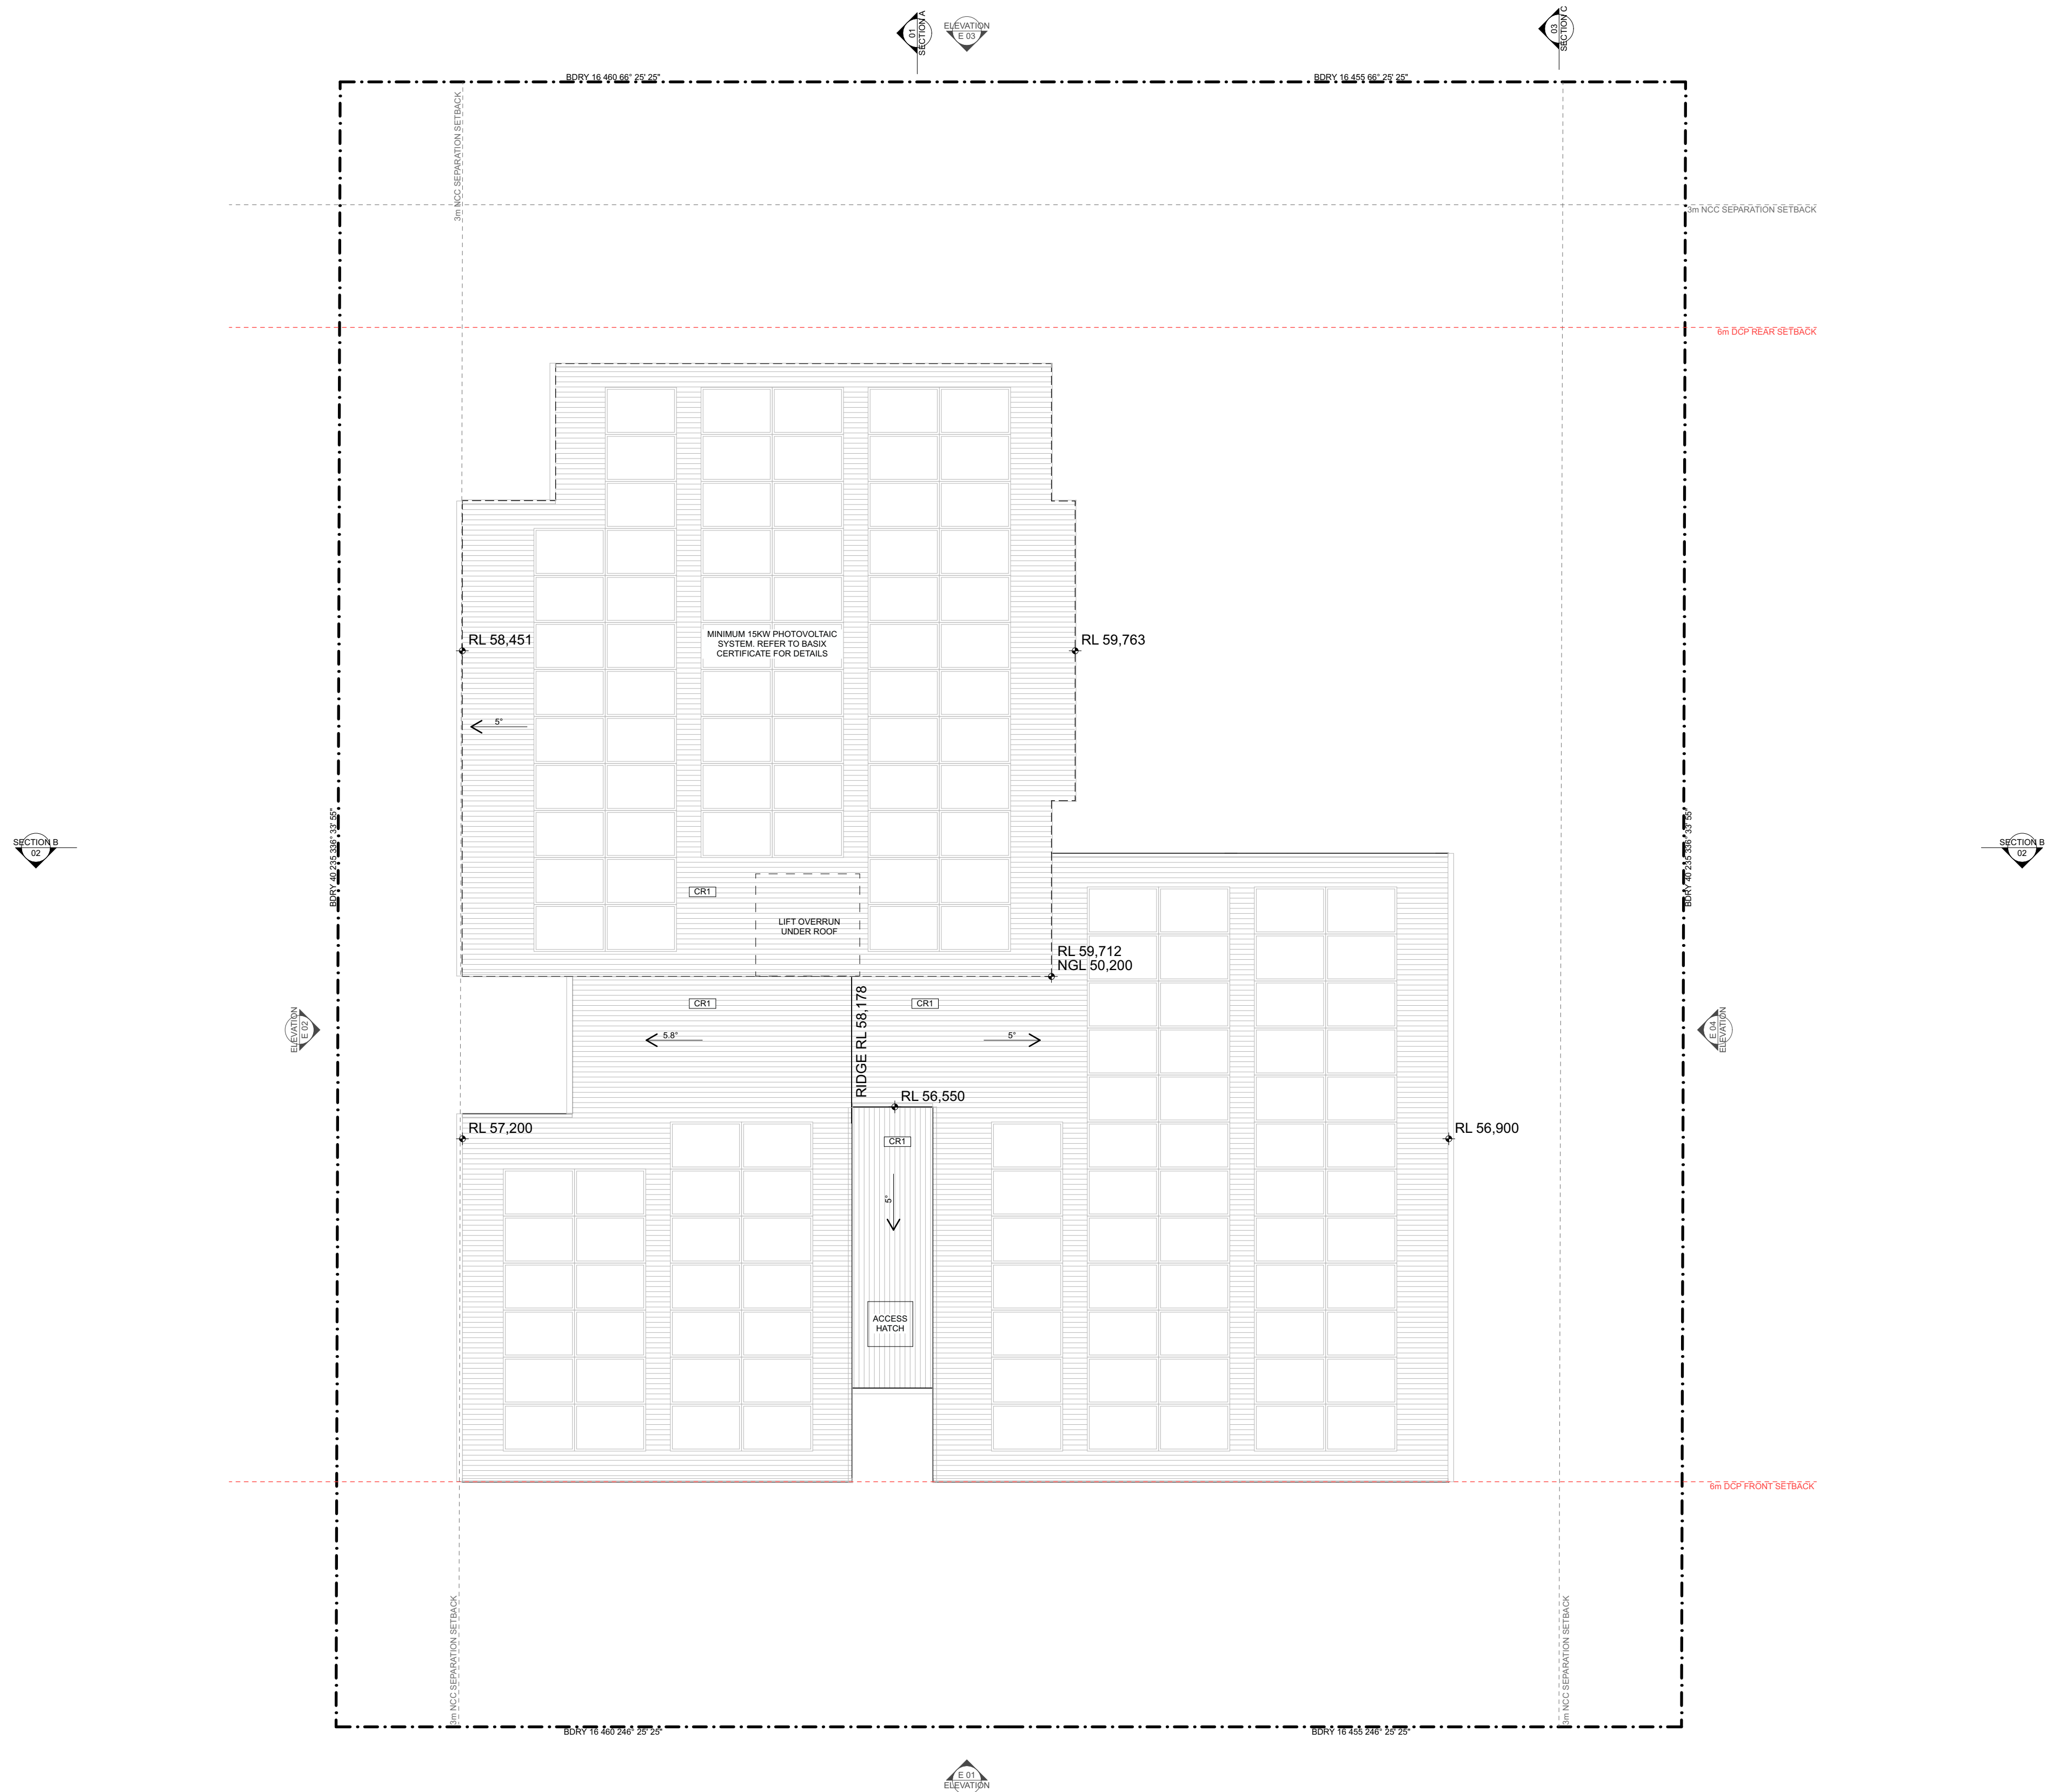 01
SECTION A
ELEVATION
E 03
03
SECTION C
BDRY 16 460 66° 25' 25"
BDRY 16 455 66° 25' 25"
3m NCC SEPARATION SETBACK
3m NCC SEPARATION SETBACK
6m DCP REAR SETBACK
MINIMUM 15KW PHOTOVOLTAIC
SYSTEM. REFER TO BASIX
CERTIFICATE FOR DETAILS
RL 58,451
RL 59,763
5°
BDRY 40 235 336° 33' 55"
BDRY 40 235 336° 33' 55"
SECTION B
02
SECTION B
02
CR1
LIFT OVERRUN
UNDER ROOF
RL 59,712
NGL 50,200
CR1
CR1
RIDGE RL 58,178
5.8°
5°
ELEVATION
E 02
E 04
ELEVATION
RL 56,550
RL 57,200
RL 56,900
CR1
5°
ACCESS
HATCH
6m DCP FRONT SETBACK
3m NCC SEPARATION SETBACK
3m NCC SEPARATION SETBACK
BDRY 16 460 246° 25' 25"
BDRY 16 455 246° 25' 25"
E 01
ELEVATION